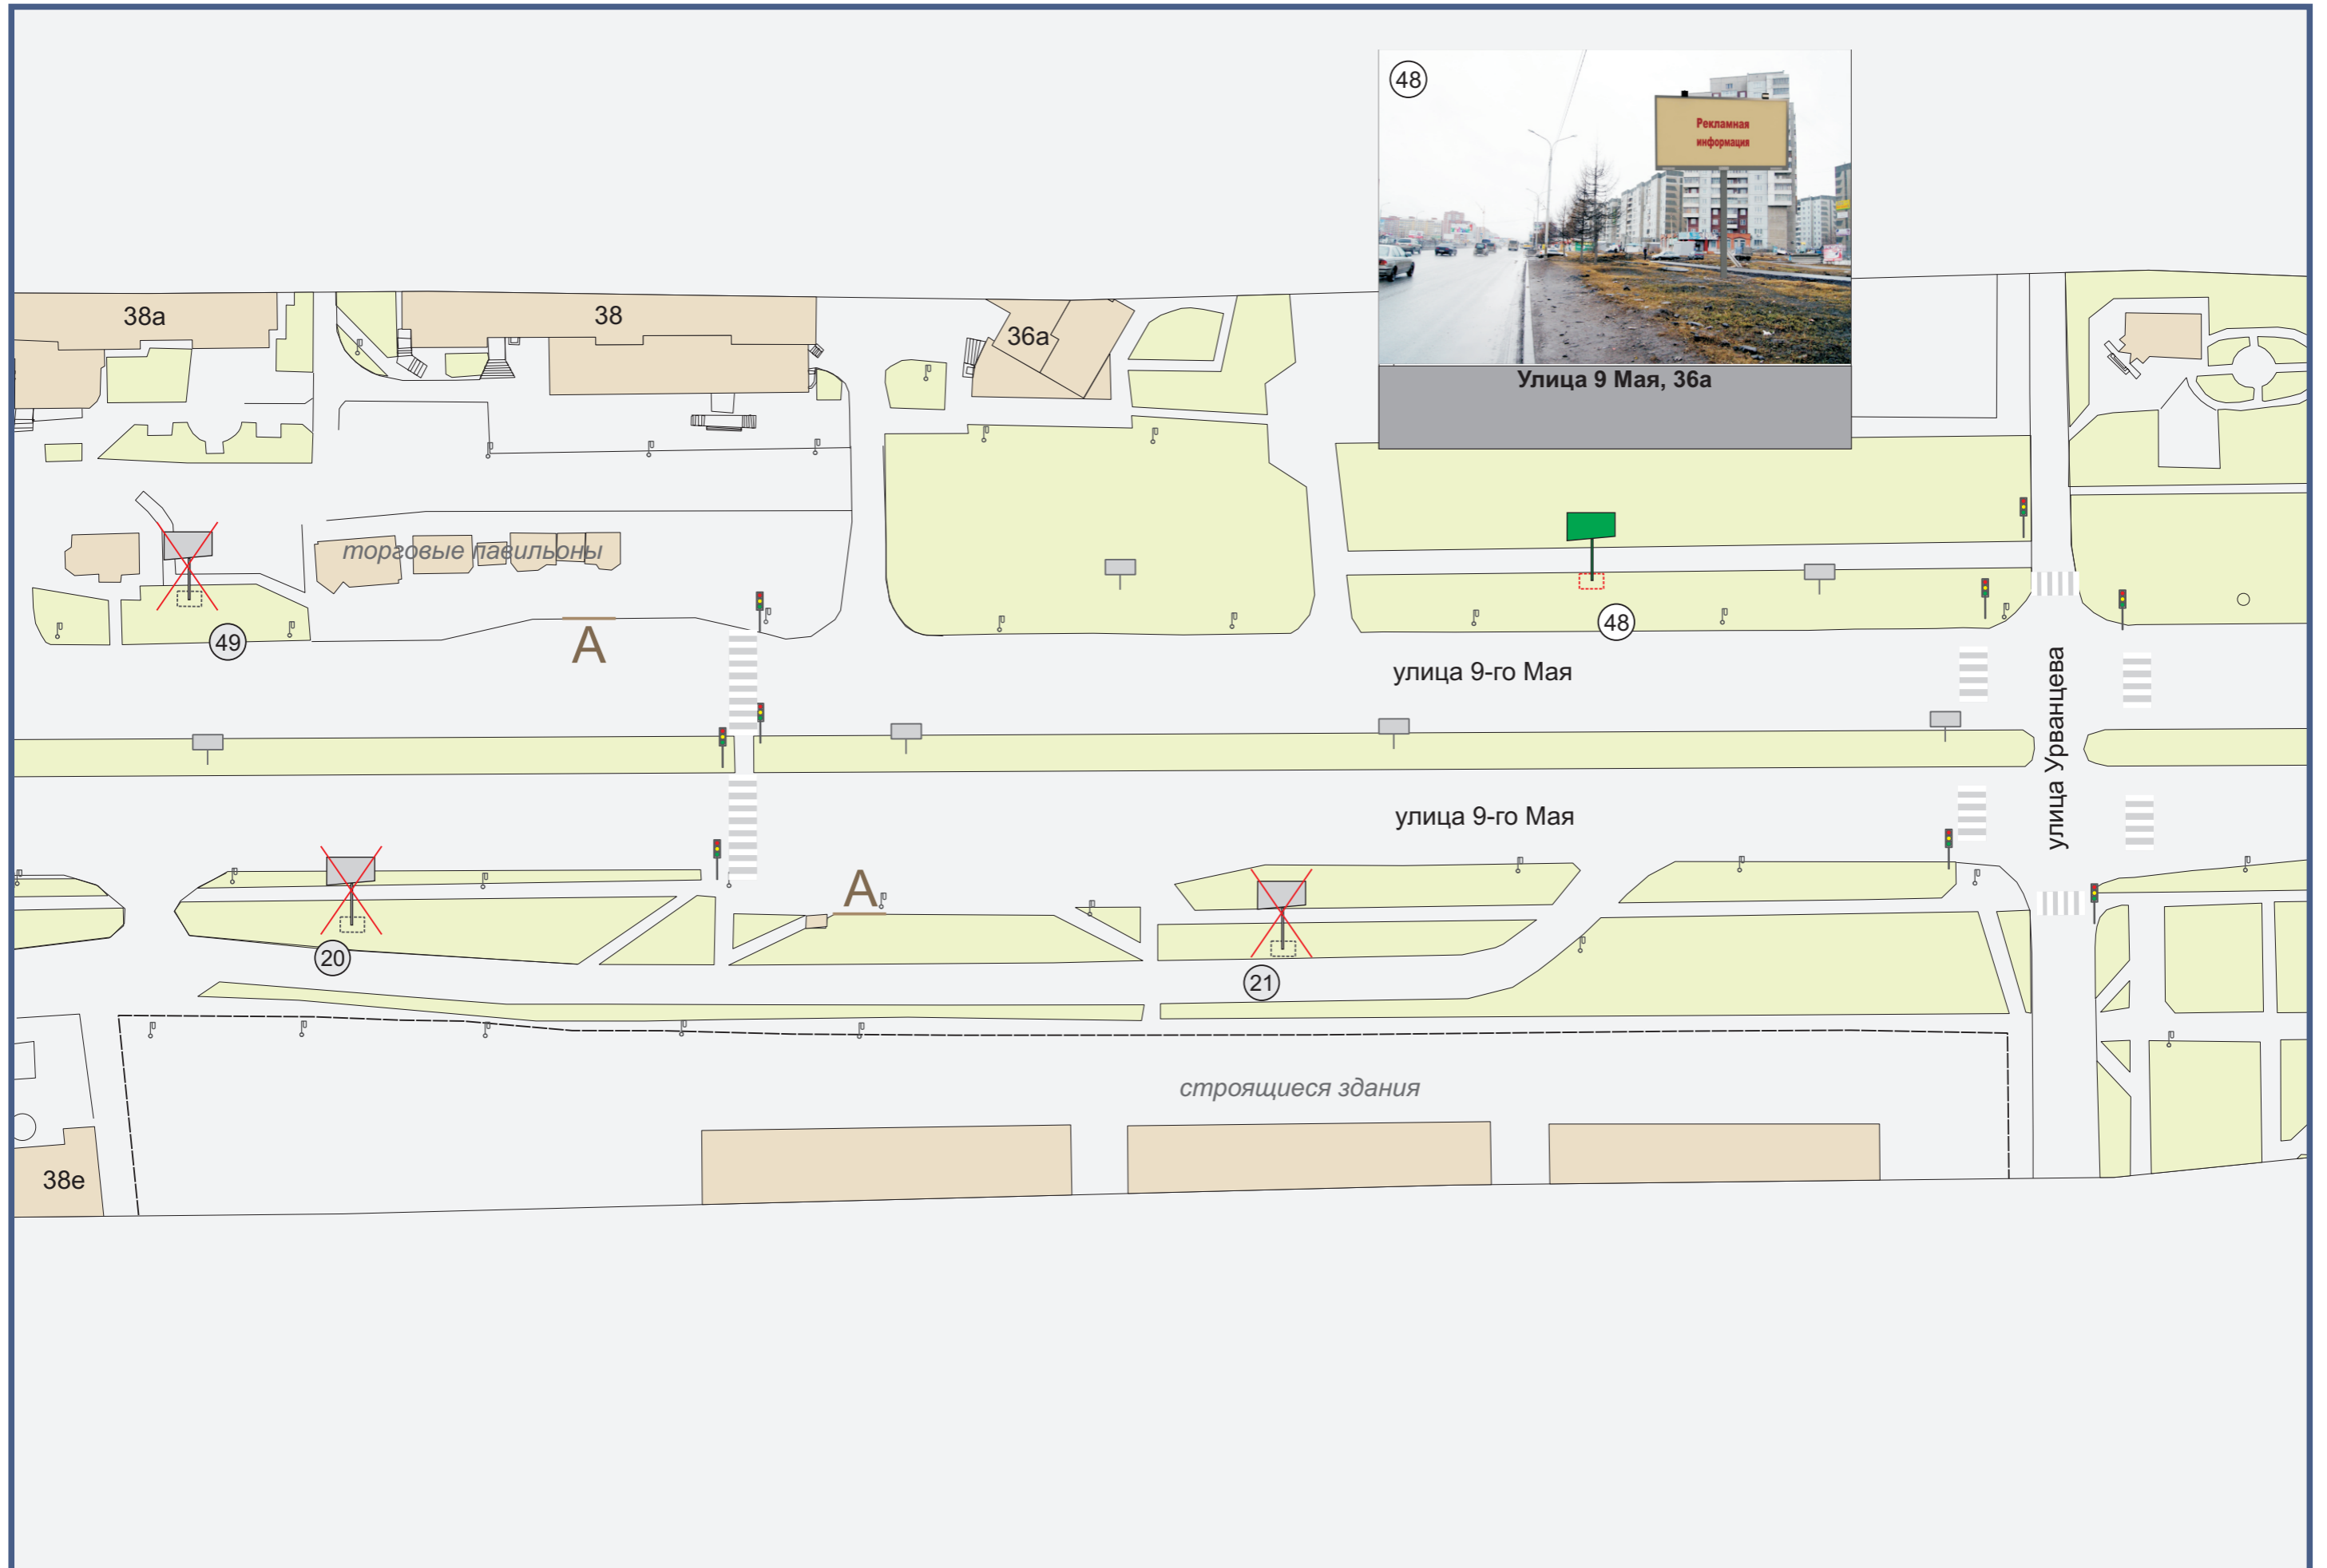 48
Рекламная
информация
Улица 9 Мая, 36а
38а
38
36а
торговые павильоны
49
А
48
улица 9-го Мая
улица Урванцева
улица 9-го Мая
А
20
21
строящиеся здания
38е